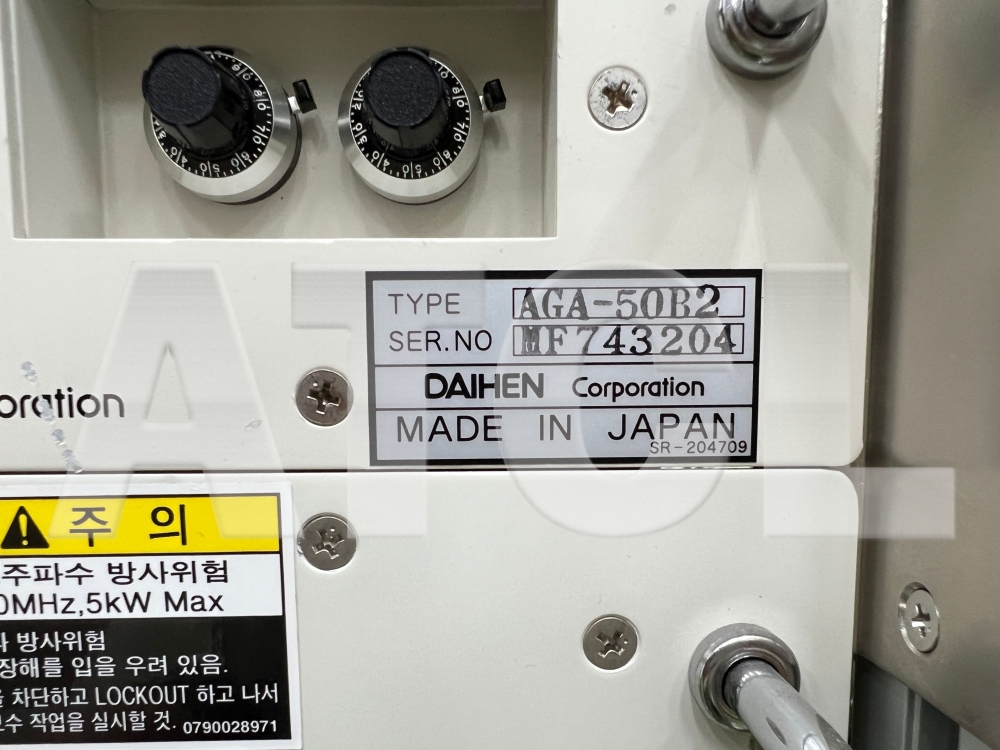 TYPE AGA-50B2
SER.NO MF743204
DAIHEN Corporation
MADE IN JAPAN
SR-204709
oration
주 의
주파수 방사위험
0MHz,5kW Max
방사위험
장해를 입을 우려 있음.
차단하고 LOCKOUT 하고 나서
작업을 실시할 것. 0790028971
ATCL